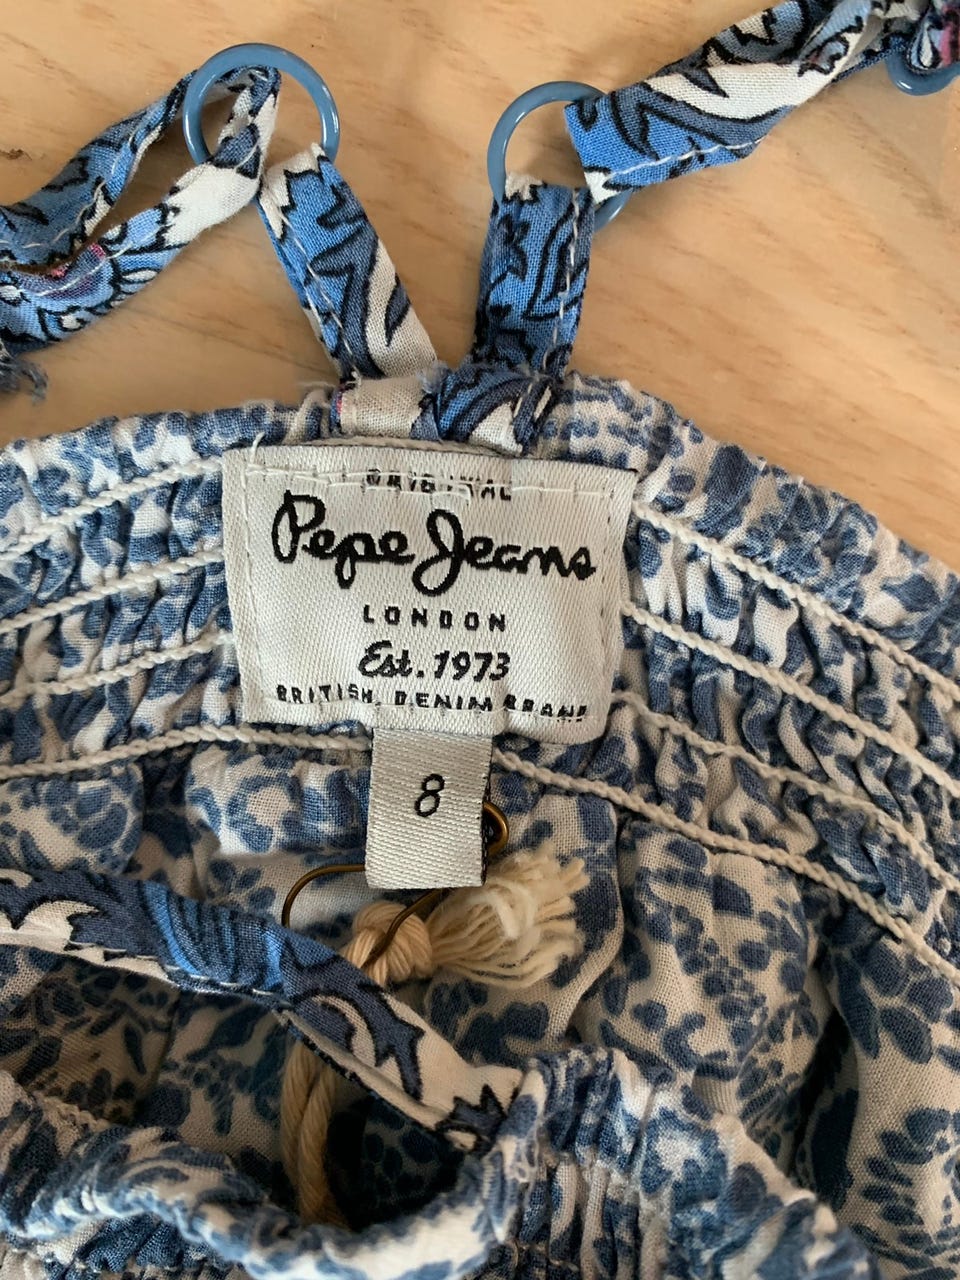 ORIGINAL
Pepe Jeans
LONDON
Est. 1973
BRITISH DENIM BRAND
8